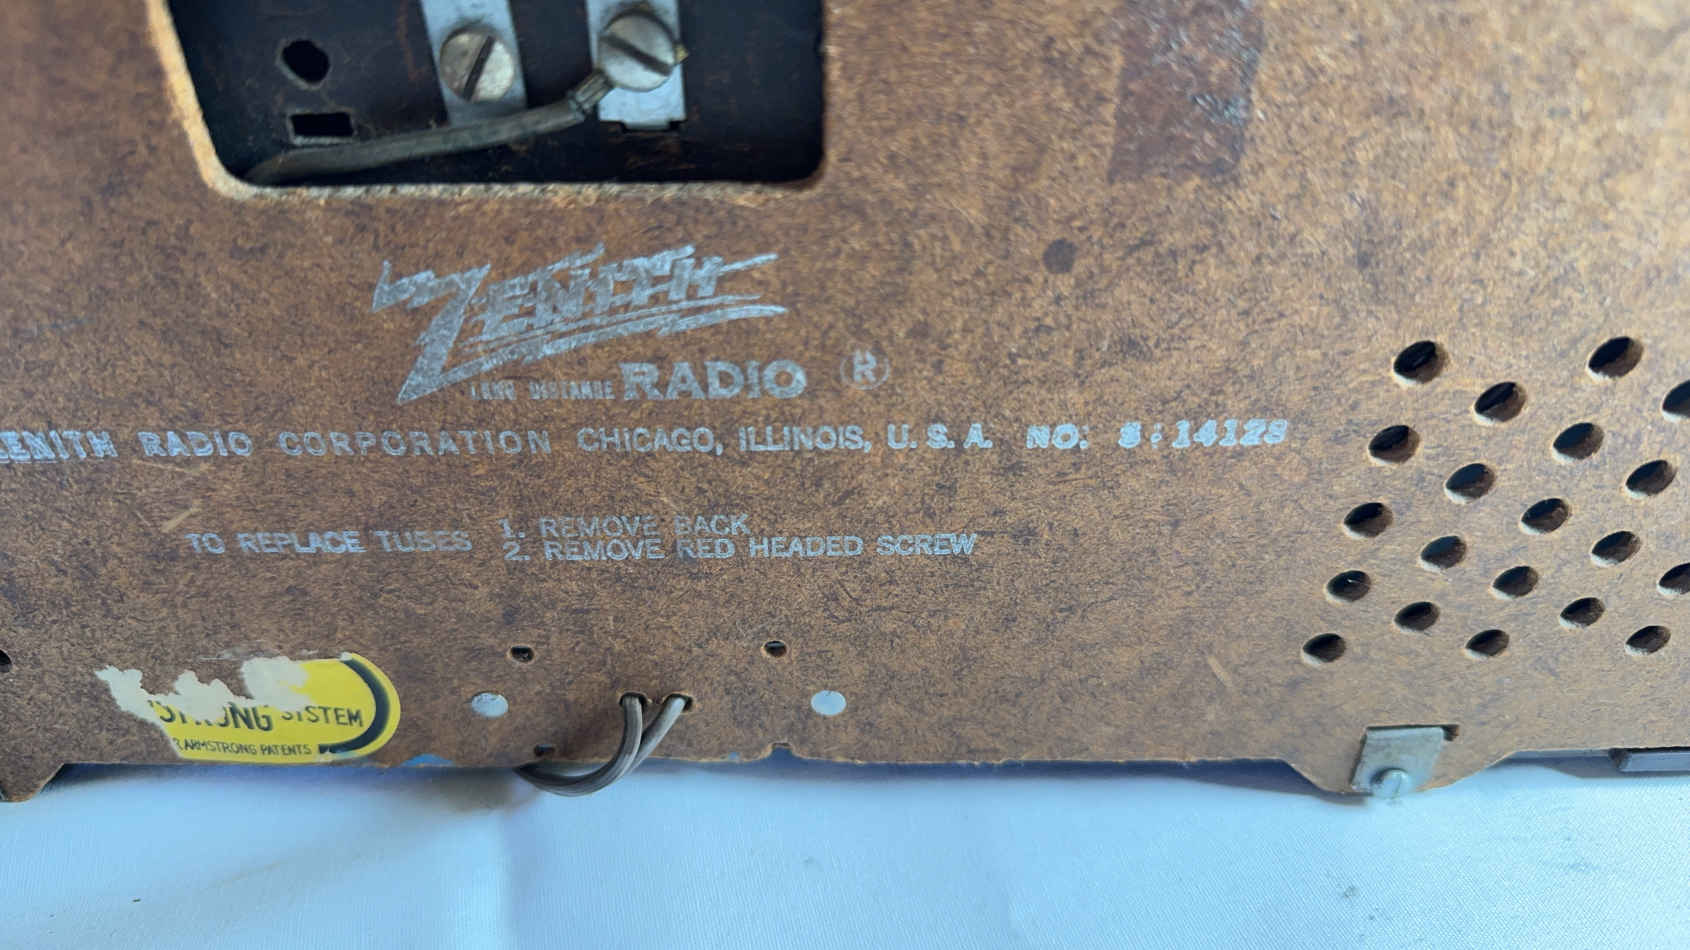 ZENITH
LONG DISTANCE RADIO ®
ZENITH RADIO CORPORATION CHICAGO, ILLINOIS, U.S.A. NO. S-14128
TO REPLACE TUBES 1. REMOVE BACK
2. REMOVE RED HEADED SCREW
SYSTEM
ARMSTRONG PATENTS